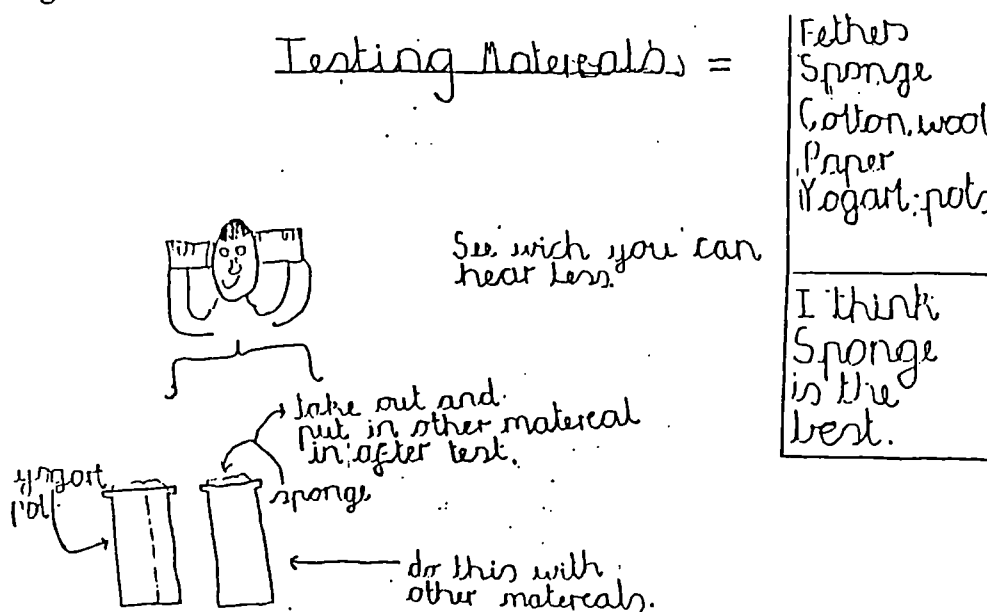 Testing Matereals =
Fethers
Sponge
Cotton wool
Paper
Yogart pots
See wich you can
hear less.
I think
Sponge
is the
best.
take out and
put in other matereal
in after test.
sponge
yogart
pot
do this with
other matereals.